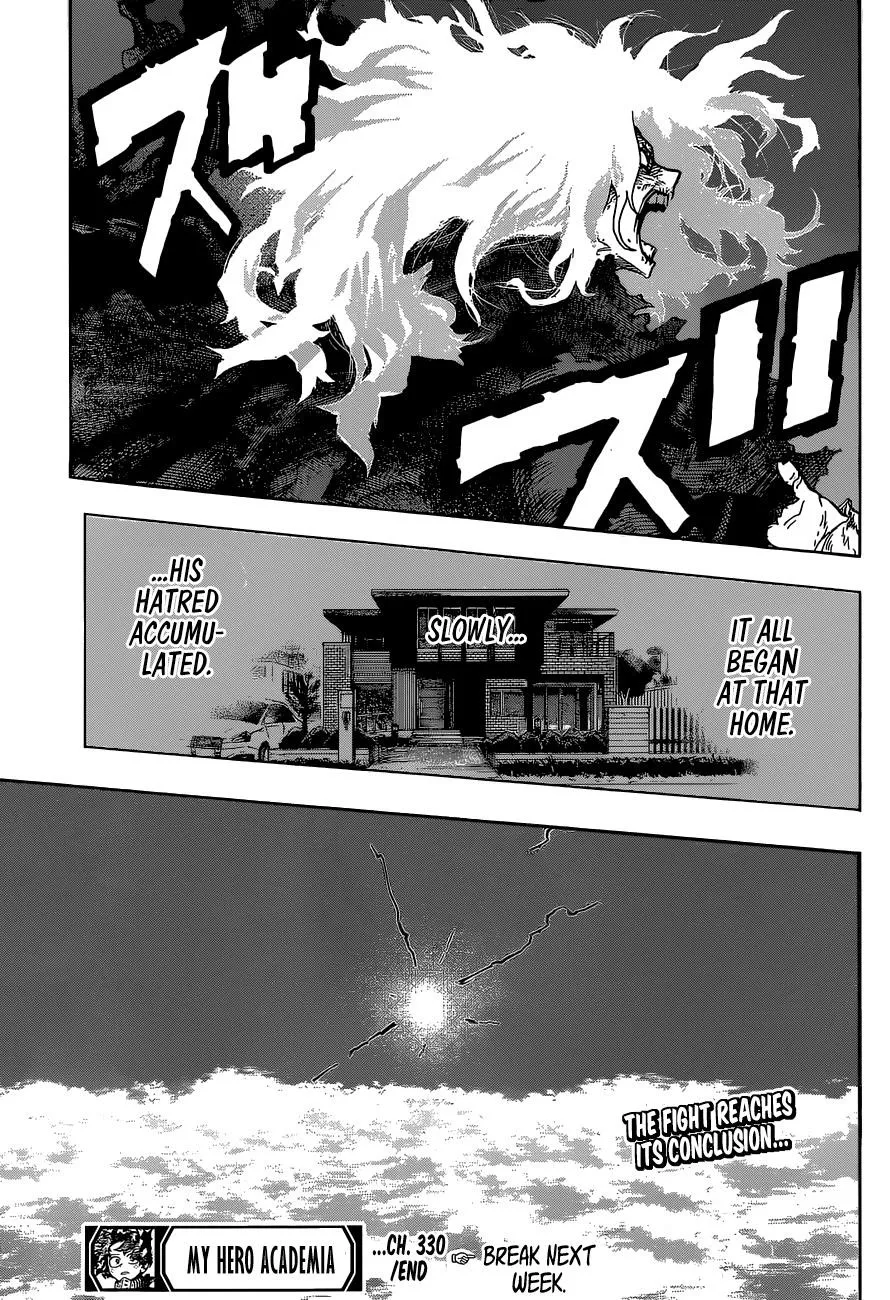 ズ
ズ
IT ALL
BEGAN
AT THAT
HOME.
SLOWLY...
...HIS
HATRED
ACCUMU-
LATED.
THE FIGHT REACHES
ITS CONCLUSION...
MY HERO ACADEMIA
...CH. 330
/END
☞ BREAK NEXT
WEEK.